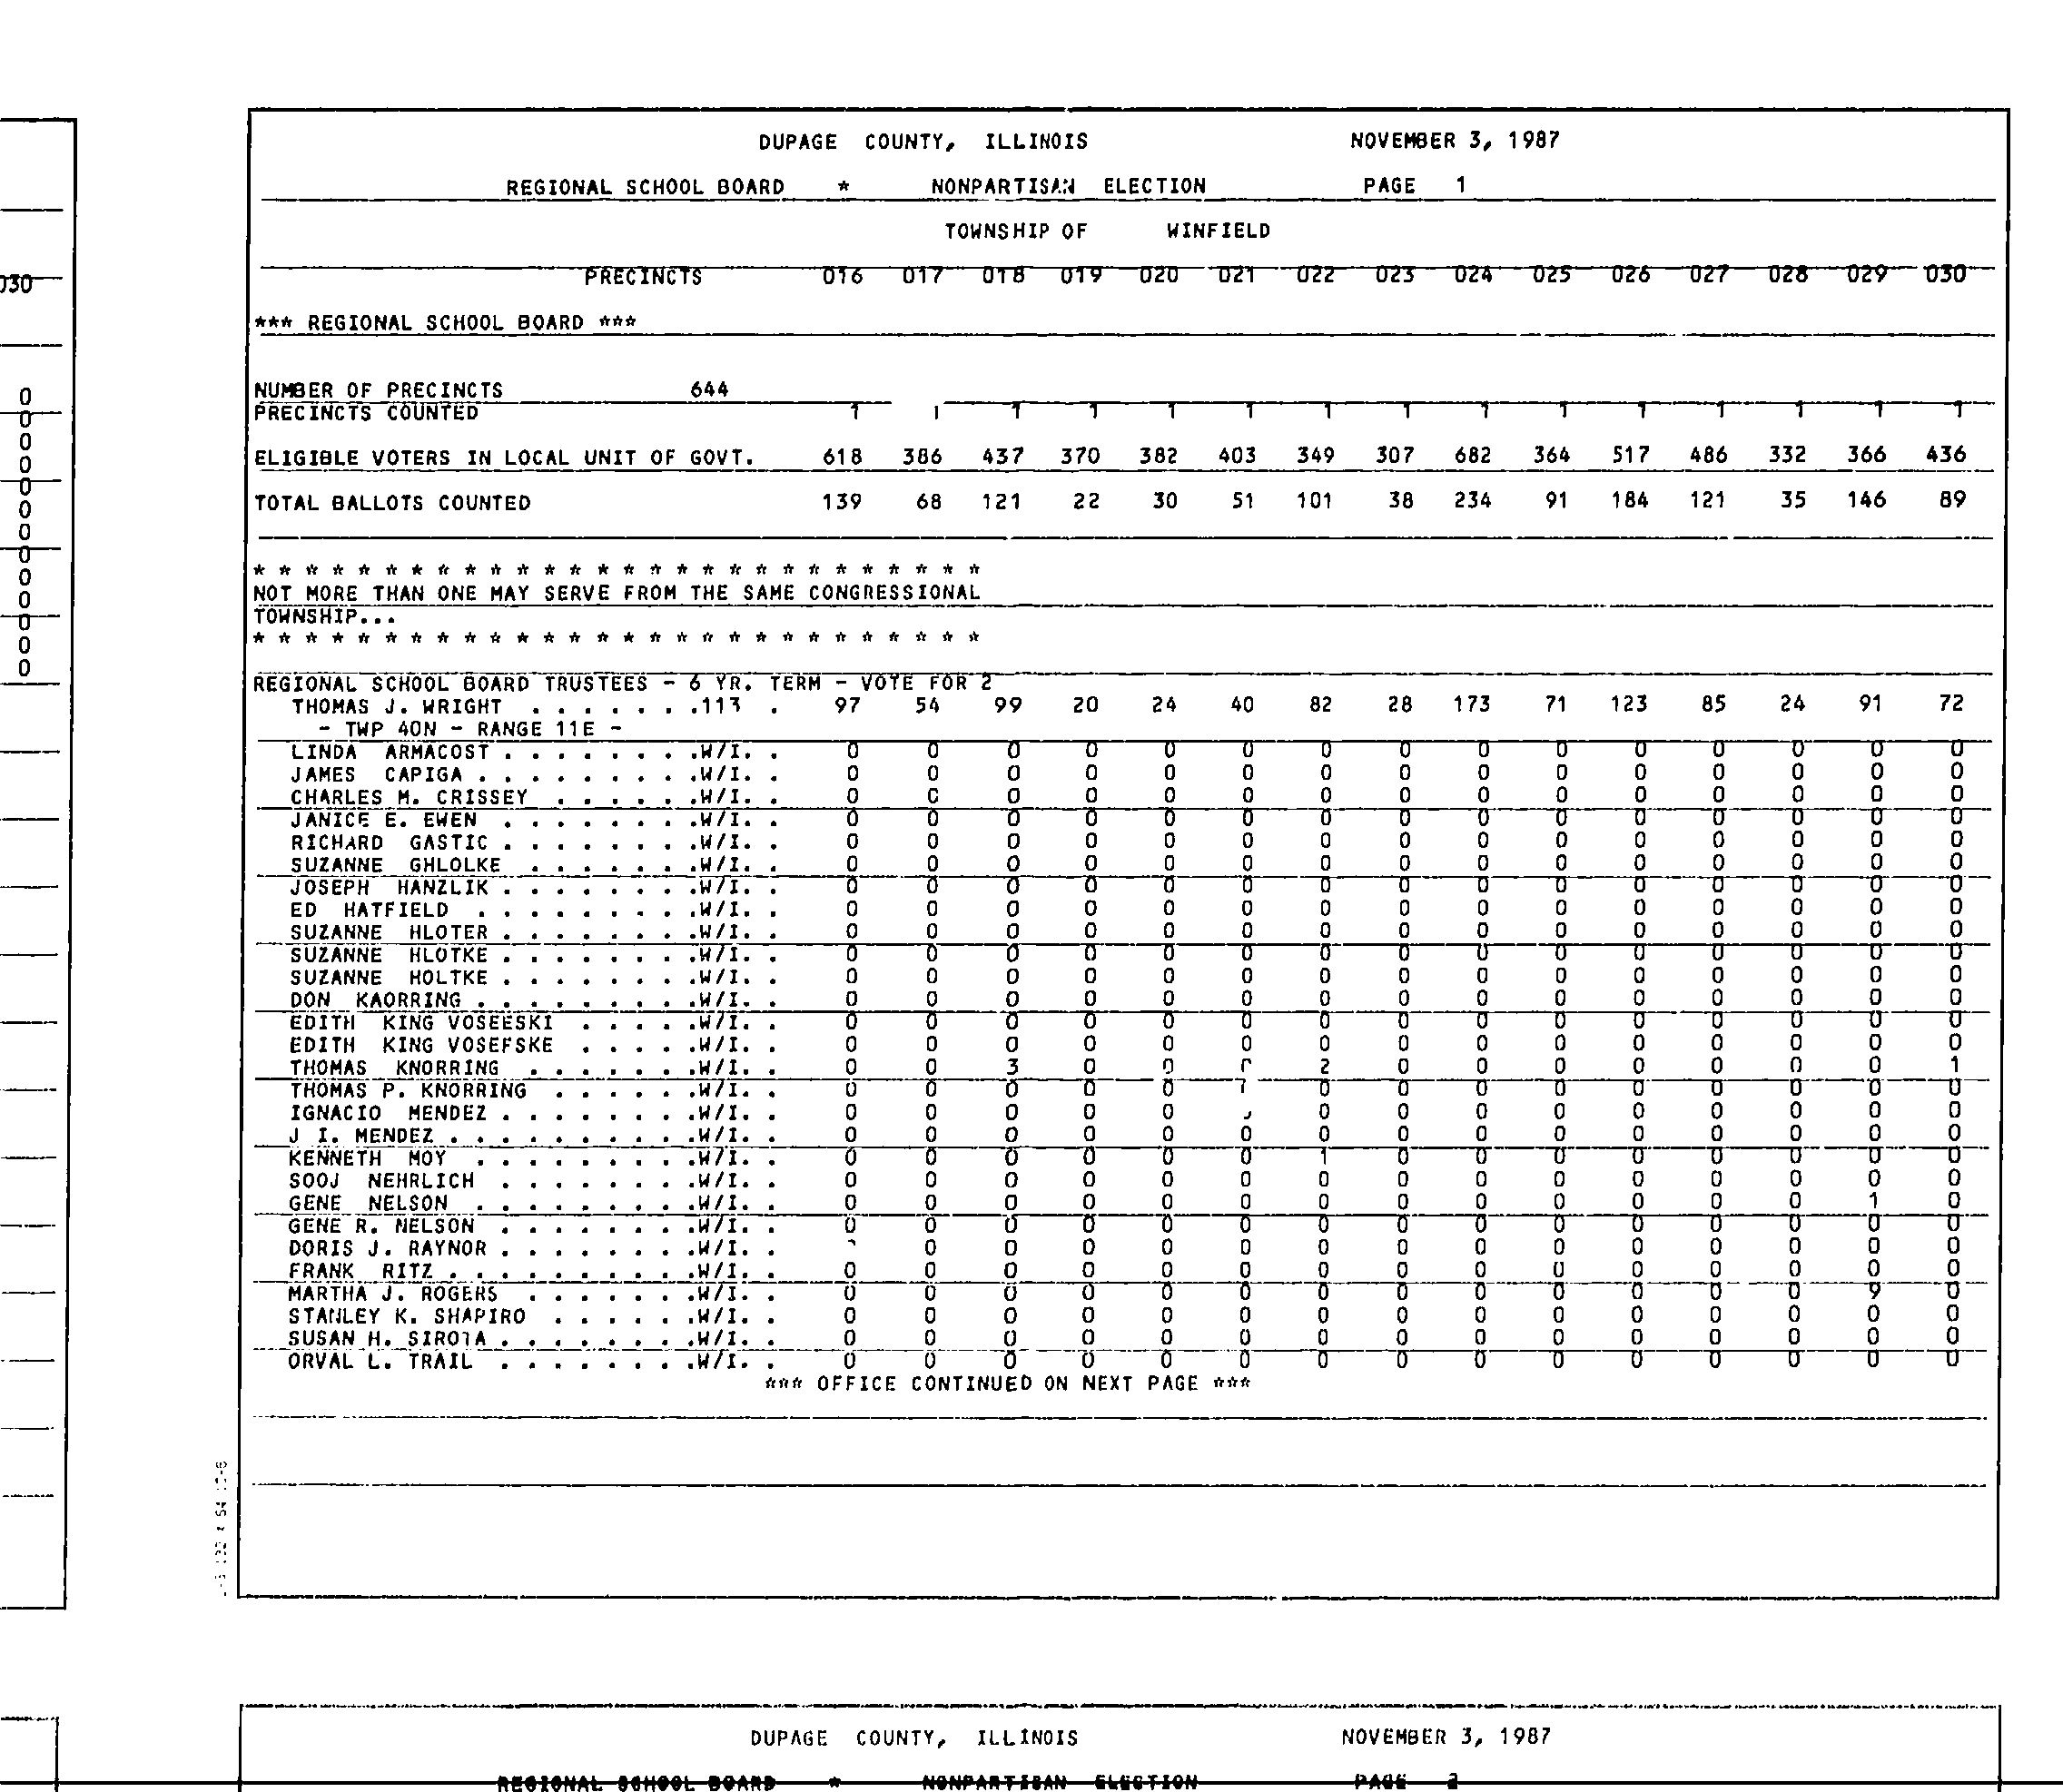 DUPAGE COUNTY, ILLINOIS NOVEMBER 3, 1987
REGIONAL SCHOOL BOARD * NONPARTISAN ELECTION PAGE 1
TOWNSHIP OF WINFIELD
PRECINCTS 016 017 018 019 020 021 022 023 024 025 026 027 028 029 030
*** REGIONAL SCHOOL BOARD ***
NUMBER OF PRECINCTS 644
PRECINCTS COUNTED 1 1 1 1 1 1 1 1 1 1 1 1 1 1 1
ELIGIBLE VOTERS IN LOCAL UNIT OF GOVT. 618 386 437 370 382 403 349 307 682 364 517 486 332 366 436
TOTAL BALLOTS COUNTED 139 68 121 22 30 51 101 38 234 91 184 121 35 146 89
* * * * * * * * * * * * * * * * * * * * * * * * * * * *
NOT MORE THAN ONE MAY SERVE FROM THE SAME CONGRESSIONAL
TOWNSHIP...
* * * * * * * * * * * * * * * * * * * * * * * * * * * *
REGIONAL SCHOOL BOARD TRUSTEES - 6 YR. TERM - VOTE FOR 2
THOMAS J. WRIGHT . . . . . . .113 . 97 54 99 20 24 40 82 28 173 71 123 85 24 91 72
- TWP 40N - RANGE 11E -
LINDA ARMACOST . . . . . . . .W/I. . 0 0 0 0 0 0 0 0 0 0 0 0 0 0 0
JAMES CAPIGA . . . . . . . . .W/I. . 0 0 0 0 0 0 0 0 0 0 0 0 0 0 0
CHARLES M. CRISSEY . . . . . .W/I. . 0 0 0 0 0 0 0 0 0 0 0 0 0 0 0
JANICE E. EWEN . . . . . . . .W/I. . 0 0 0 0 0 0 0 0 0 0 0 0 0 0 0
RICHARD GASTIC . . . . . . . .W/I. . 0 0 0 0 0 0 0 0 0 0 0 0 0 0 0
SUZANNE GHLOLKE . . . . . . .W/I. . 0 0 0 0 0 0 0 0 0 0 0 0 0 0 0
JOSEPH HANZLIK . . . . . . . .W/I. . 0 0 0 0 0 0 0 0 0 0 0 0 0 0 0
ED HATFIELD . . . . . . . . .W/I. . 0 0 0 0 0 0 0 0 0 0 0 0 0 0 0
SUZANNE HLOTER . . . . . . . .W/I. . 0 0 0 0 0 0 0 0 0 0 0 0 0 0 0
SUZANNE HLOTKE . . . . . . . .W/I. . 0 0 0 0 0 0 0 0 0 0 0 0 0 0 0
SUZANNE HOLTKE . . . . . . . .W/I. . 0 0 0 0 0 0 0 0 0 0 0 0 0 0 0
DON KAORRING . . . . . . . . .W/I. . 0 0 0 0 0 0 0 0 0 0 0 0 0 0 0
EDITH KING VOSEESKI . . . . .W/I. . 0 0 0 0 0 0 0 0 0 0 0 0 0 0 0
EDITH KING VOSEFSKE . . . . .W/I. . 0 0 0 0 0 0 0 0 0 0 0 0 0 0 0
THOMAS KNORRING . . . . . . .W/I. . 0 0 3 0 0 2 0 0 0 0 0 0 0 1
THOMAS P. KNORRING . . . . . .W/I. . 0 0 0 0 0 0 0 0 0 0 0 0 0 0
IGNACIO MENDEZ . . . . . . . .W/I. . 0 0 0 0 0 0 0 0 0 0 0 0 0 0
J I. MENDEZ . . . . . . . . . .W/I. . 0 0 0 0 0 0 0 0 0 0 0 0 0 0 0
KENNETH MOY . . . . . . . . .W/I. . 0 0 0 0 0 0 1 0 0 0 0 0 0 0 0
SOOJ NEHRLICH . . . . . . . .W/I. . 0 0 0 0 0 0 0 0 0 0 0 0 0 0 0
GENE NELSON . . . . . . . . .W/I. . 0 0 0 0 0 0 0 0 0 0 0 0 0 1 0
GENE R. NELSON . . . . . . . .W/I. . 0 0 0 0 0 0 0 0 0 0 0 0 0 0 0
DORIS J. RAYNOR . . . . . . . .W/I. . 0 0 0 0 0 0 0 0 0 0 0 0 0 0
FRANK RITZ . . . . . . . . . .W/I. . 0 0 0 0 0 0 0 0 0 0 0 0 0 0 0
MARTHA J. ROGERS . . . . . . .W/I. . 0 0 0 0 0 0 0 0 0 0 0 0 0 9 0
STANLEY K. SHAPIRO . . . . . .W/I. . 0 0 0 0 0 0 0 0 0 0 0 0 0 0 0
SUSAN H. SIROTA . . . . . . . .W/I. . 0 0 0 0 0 0 0 0 0 0 0 0 0 0 0
ORVAL L. TRAIL . . . . . . . .W/I. . 0 0 0 0 0 0 0 0 0 0 0 0 0 0 0
*** OFFICE CONTINUED ON NEXT PAGE ***
030
0
0
0
0
0
0
0
0
0
0
0
0
0
DUPAGE COUNTY, ILLINOIS NOVEMBER 3, 1987
REGIONAL SCHOOL BOARD * NONPARTISAN ELECTION PAGE 2